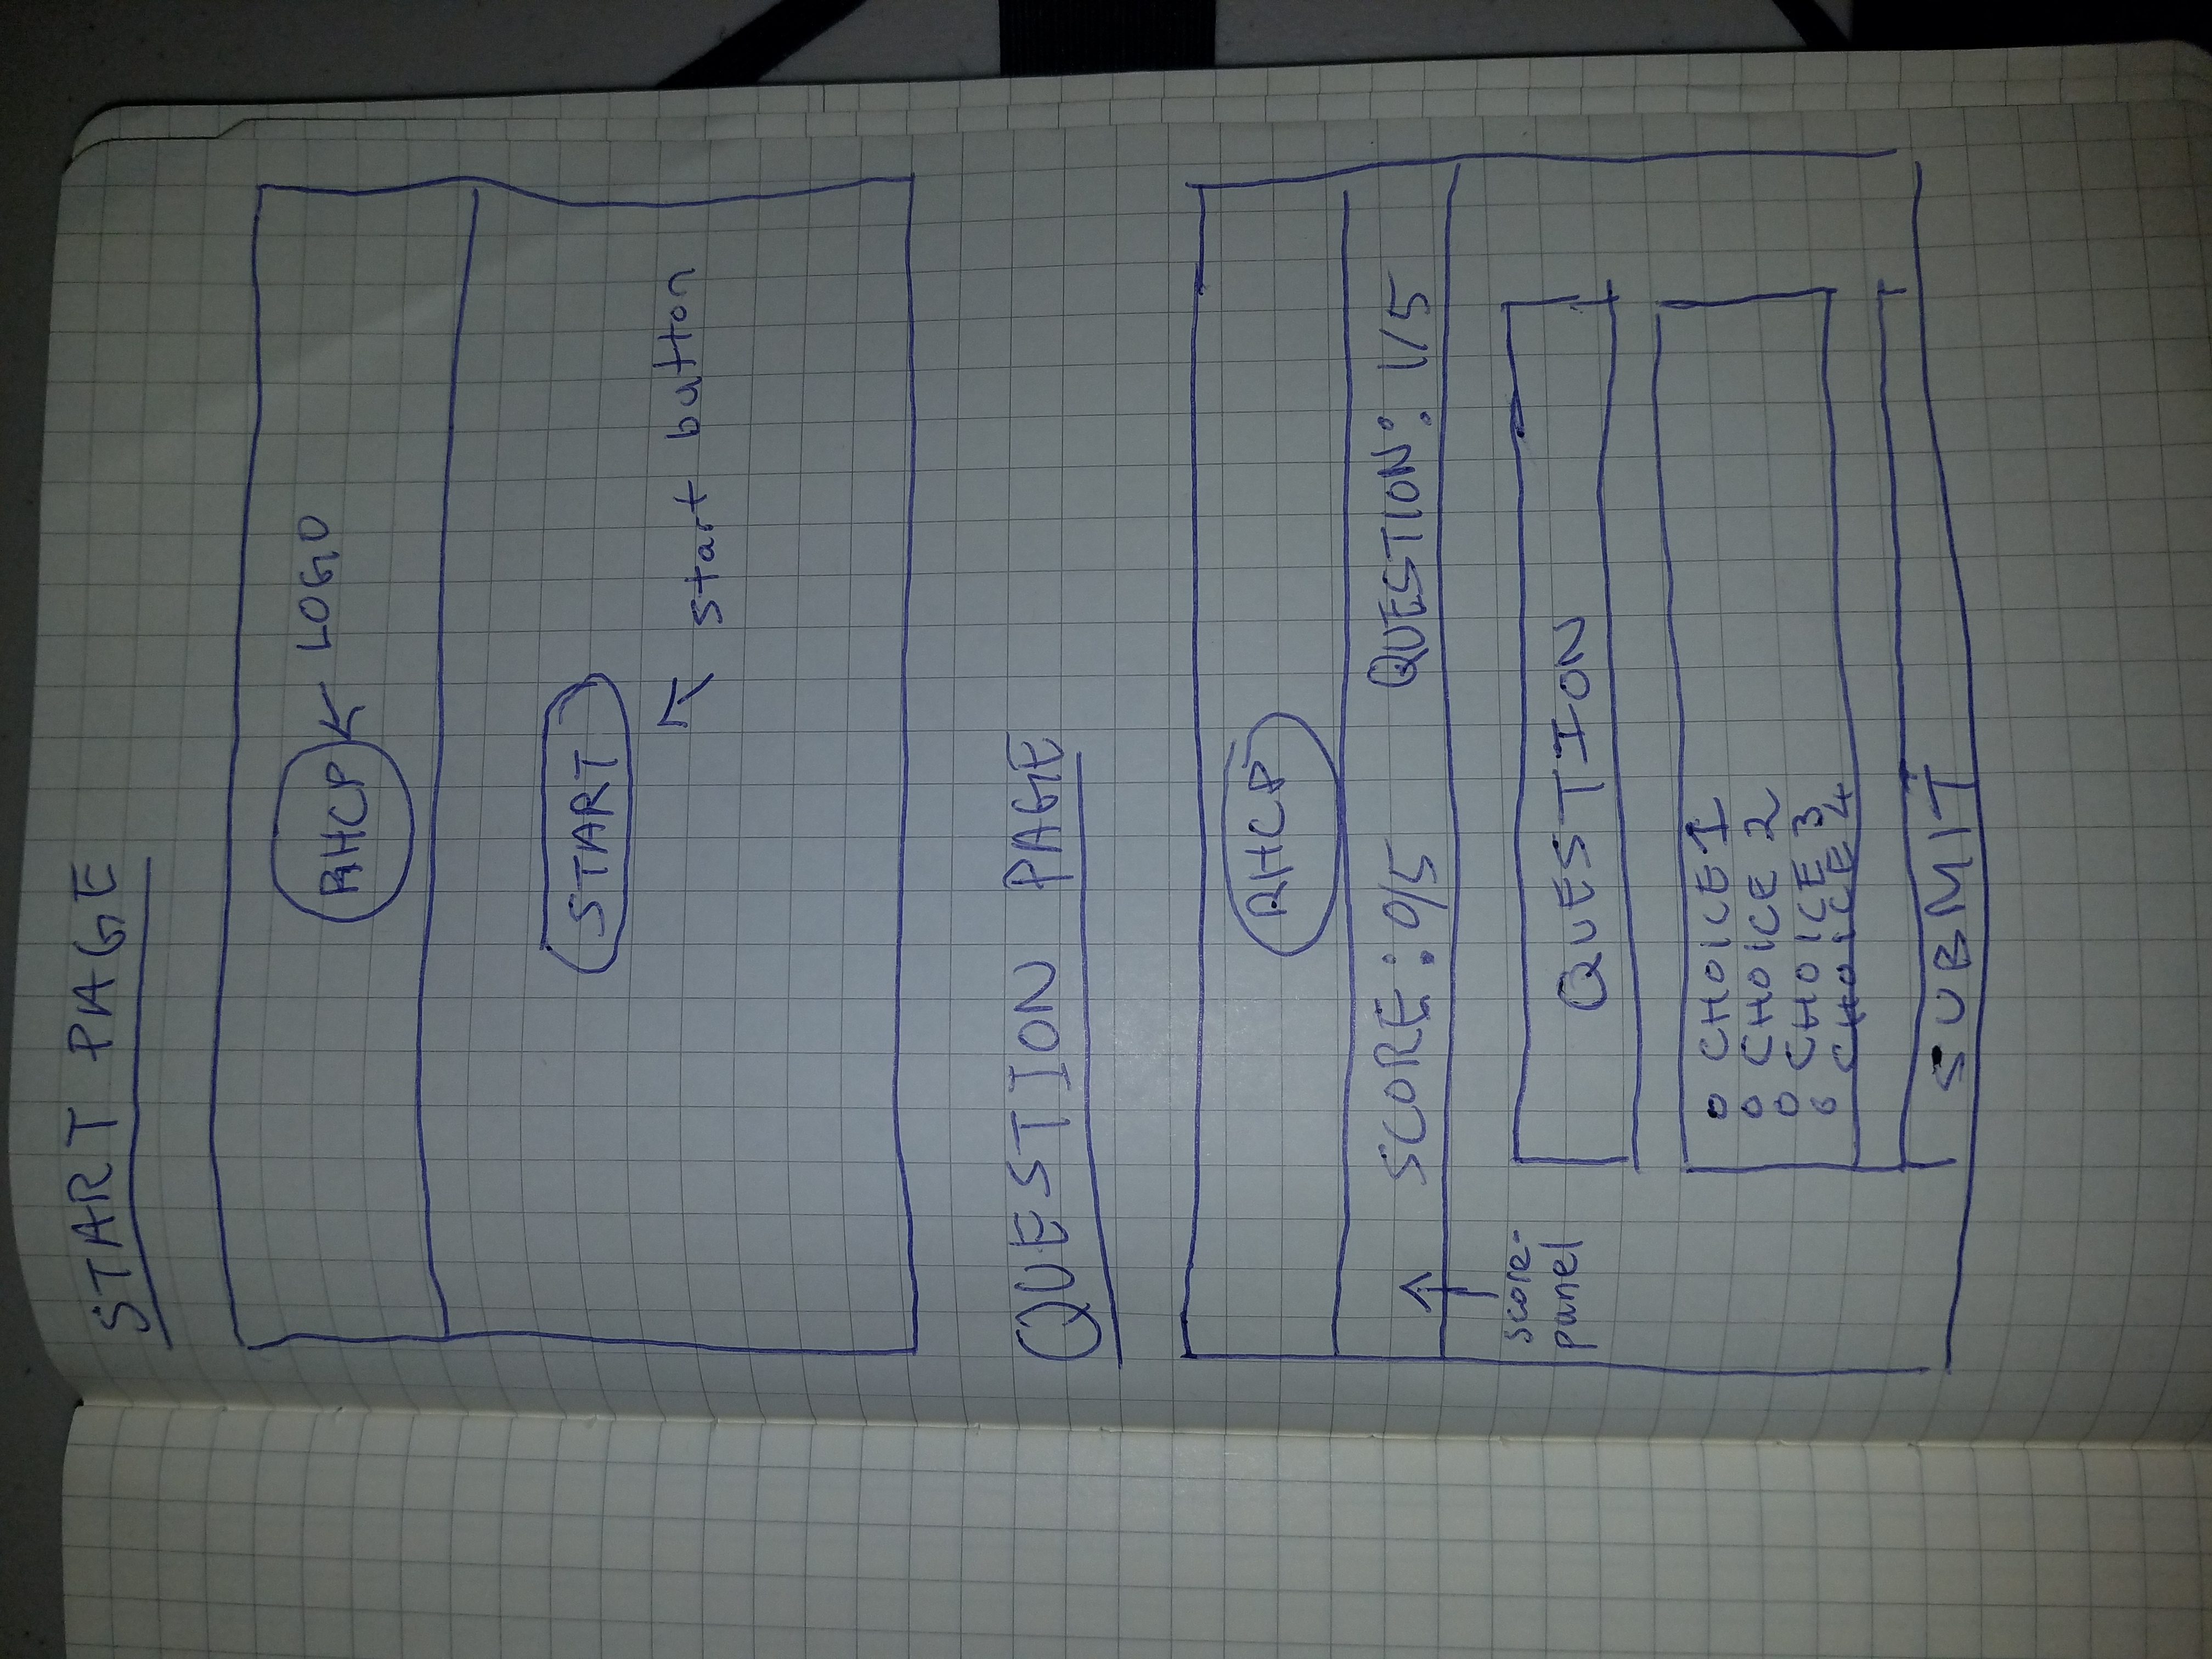 START PAGE
RHCP LOGO
START
start button
QUESTION PAGE
RHCP
SCORE: 0/5 QUESTION: 1/5
score-
panel
QUESTION
CHOICE 1
CHOICE 2
CHOICE 3
CHOICE 4
SUBMIT